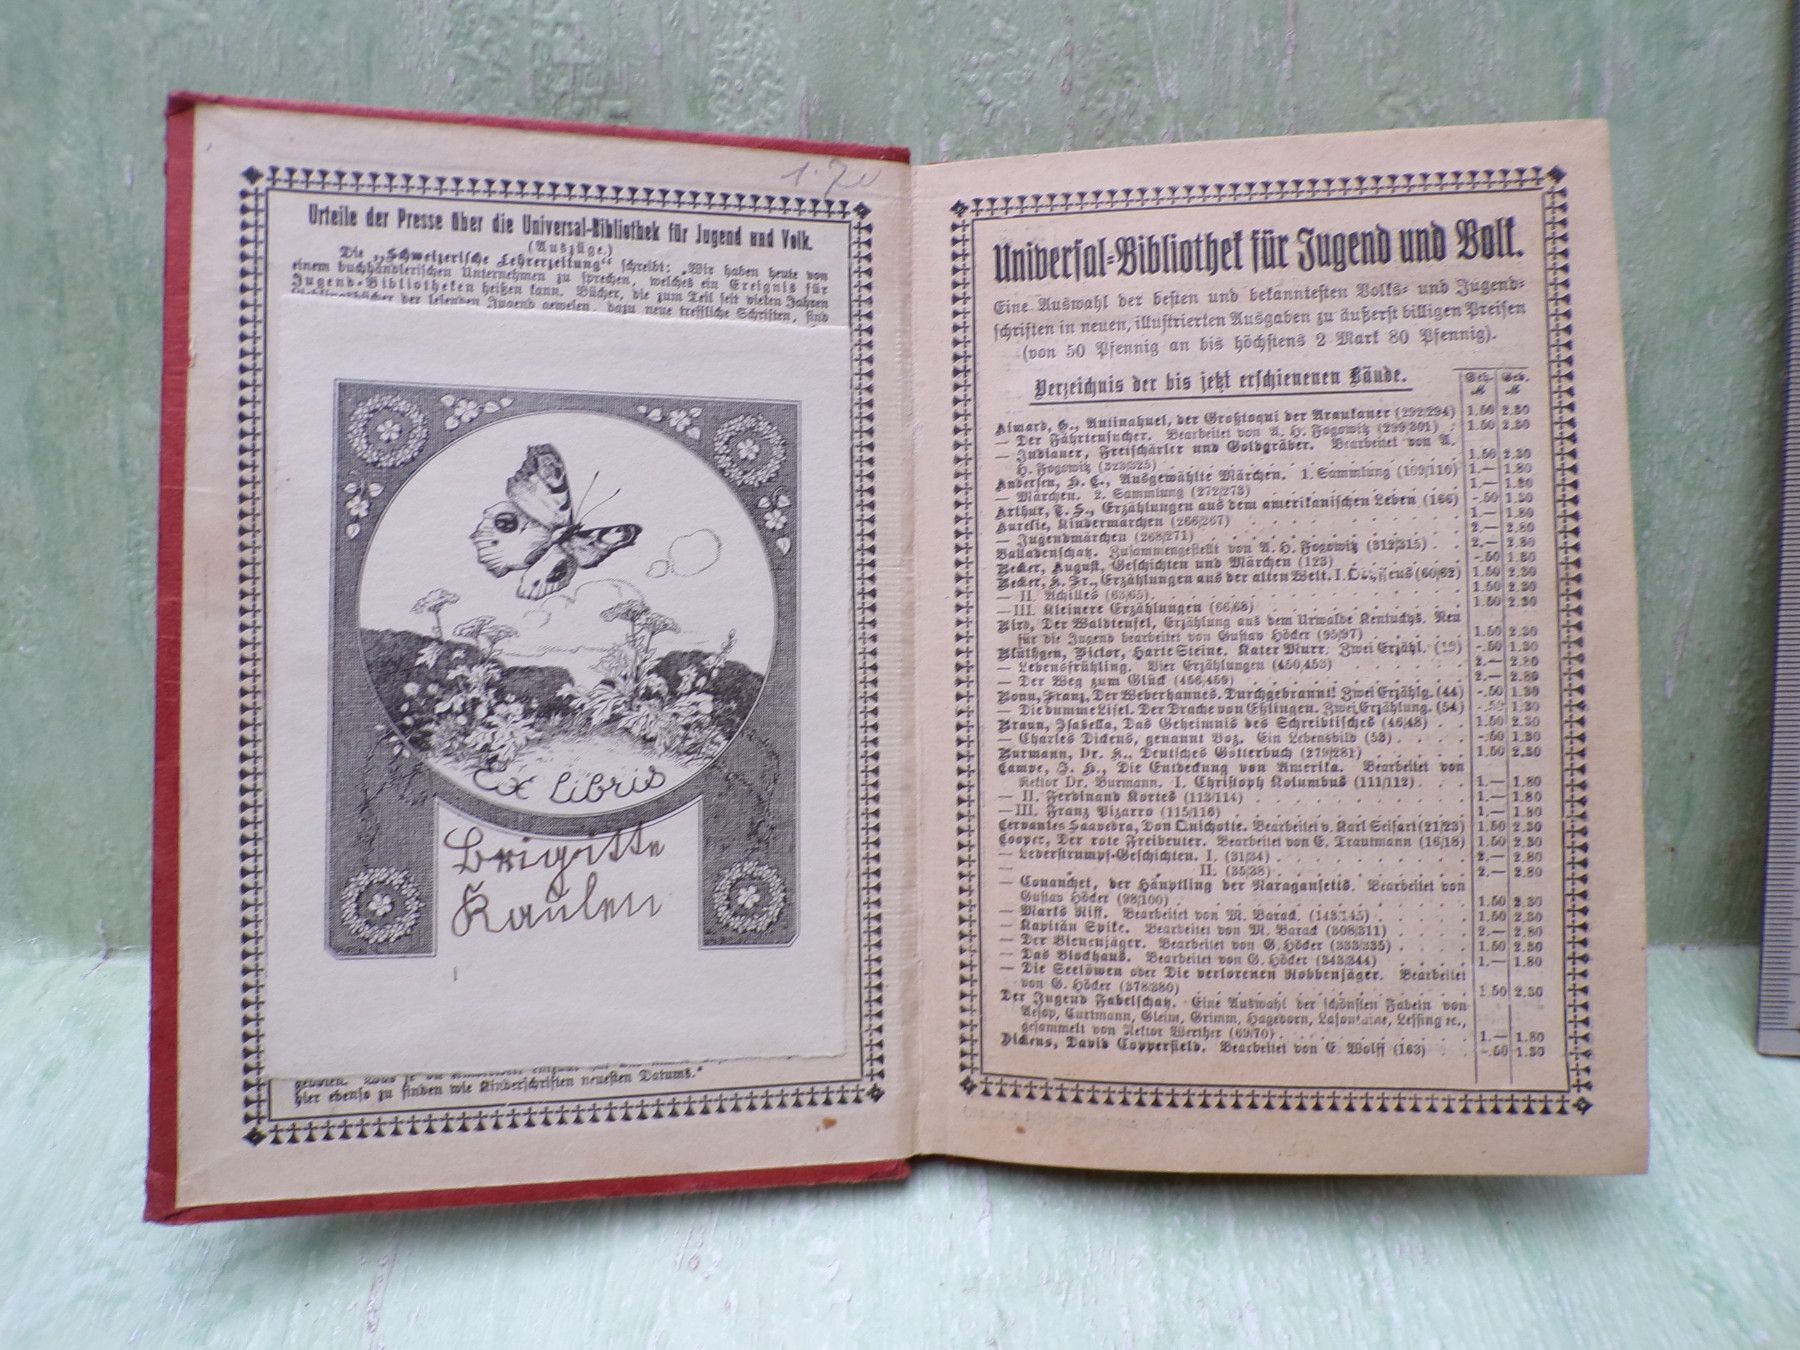 1.70
Urteile der Presse über die Universal-Bibliothek für Jugend und Volk.
(Auszüge.)
Die „Schweizerische Lehrerzeitung“ schreibt: „Wir haben heute von
einem buchhändlerischen Unternehmen zu sprechen, welches ein Ereignis für
Jugend-Bibliotheken heißen kann. Bücher, die zum Teil seit vielen Jahren
Lieblingsbücher der lesenden Jugend gewesen, dazu neue treffliche Schriften, sind
Ex Libris
Brigitte
Kaulen
hier ebenso zu finden wie Kinderschriften neuesten Datums.“
Universal-Bibliothek für Jugend und Volk.
Eine Auswahl der besten und bekanntesten Volks- und Jugend-
schriften in neuen, illustrierten Ausgaben zu äußerst billigen Preisen
(von 50 Pfennig an bis höchstens 2 Mark 80 Pfennig).
Verzeichnis der bis jetzt erschienenen Bände. Geh. Geb.
M M
Aimard, G., Antinahuel, der Großtoqui der Araukaner (292/294) 1.50 2.30
— Der Fährtensucher. Bearbeitet von A. H. Fogowitz (299/301) . 1.50 2.30
— Indianer, Freischärler und Goldgräber. Bearbeitet von A.
H. Fogowitz (323/325) 1.50 2.30
Andersen, H. C., Ausgewählte Märchen. 1. Sammlung (109/110) 1.— 1.80
— Märchen. 2. Sammlung (272/273) 1.— 1.80
Arthur, T. S., Erzählungen aus dem amerikanischen Leben (166) -.50 1.30
Aurelie, Kindermärchen (266/267) 1.— 1.80
— Jugendmärchen (268/271) 2.— 2.80
Balladenschatz. Zusammengestellt von A. H. Fogowitz (312/315) 2.— 2.80
Becker, August, Geschichten und Märchen (123) -.50 1.30
Becker, K. Fr., Erzählungen aus der alten Welt. I. Odysseus (60/62) 1.50 2.30
— II. Achilles (63/65) 1.50 2.30
— III. Kleinere Erzählungen (66/68) 1.50 2.30
Bird, Der Waldteufel, Erzählung aus dem Urwalde Kentuckys. Neu
für die Jugend bearbeitet von Gustav Höcker (95/97) 1.50 2.30
Blüthgen, Victor, Harte Steine. Kater Murr. Zwei Erzähl. (19) -.50 1.30
— Lebensfrühling. Vier Erzählungen (450/453) 2.— 2.80
— Der Weg zum Glück (456/459) 2.— 2.80
Bonn, Franz, Der Weberhannes. Durchgebrannt! Zwei Erzählg. (44) -.50 1.30
— Die dumme Lisel. Der Drache von Eßlingen. Zwei Erzählung. (54) -.50 1.30
Braun, Isabella, Das Geheimnis des Schreibtisches (46/48) 1.50 2.30
— Charles Dickens, genannt Boz. Ein Lebensbild (53) -.50 1.30
Burmann, Dr. K., Deutsches Götterbuch (279/281) 1.50 2.30
Campe, J. H., Die Entdeckung von Amerika. Bearbeitet von
Rektor Dr. Burmann. I. Christoph Kolumbus (111/112) 1.— 1.80
— II. Ferdinand Kortes (113/114) 1.— 1.80
— III. Franz Pizarro (115/116) 1.— 1.80
Cervantes Saavedra, Don Quichotte. Bearbeitet v. Karl Seifart (21/23) 1.50 2.30
Cooper, Der rote Freibeuter. Bearbeitet von E. Trautmann (16/18) 1.50 2.30
— Lederstrumpf-Geschichten. I. (31/34) 2.— 2.80
II. (35/38) 2.— 2.80
— Conanchet, der Häuptling der Naragansetts. Bearbeitet von
Gustav Höcker (98/100) 1.50 2.30
— Marks Riff. Bearbeitet von M. Barack (143/145) 1.50 2.30
— Kapitän Spike. Bearbeitet von M. Barack (308/311) 2.— 2.80
— Der Bienenjäger. Bearbeitet von G. Höcker (333/335) 1.50 2.30
— Das Blockhaus. Bearbeitet von G. Höcker (343/344) 1.— 1.80
— Die Seelöwen oder Die verlorenen Robbenjäger. Bearbeitet
von G. Höcker (378/380) 1.50 2.30
Der Jugend Fabelschatz. Eine Auswahl der schönsten Fabeln von
Aesop, Curtmann, Gleim, Grimm, Hagedorn, Lafontaine, Lessing ꝛc.,
gesammelt von Rektor Werther (69/70) 1.— 1.80
Dickens, David Copperfield. Bearbeitet von E. Wolff (163) -.50 1.30